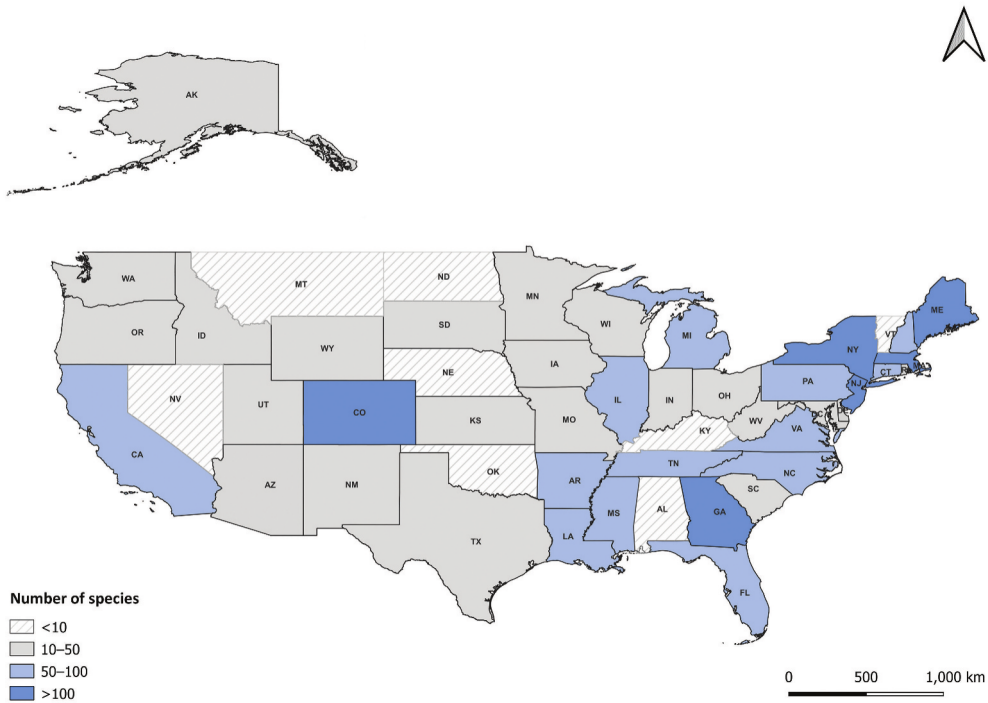 AK
WA
MT
ND
MN
ME
OR
ID
SD
WI
MI
VT
NY
WY
IA
NE
PA
CT
NJ
NV
UT
CO
IL
IN
OH
KS
MO
WV
DC
VA
KY
CA
AZ
NM
OK
AR
TN
NC
SC
TX
LA
MS
AL
GA
FL
Number of species
<10
10–50
50–100
>100
0 500 1,000 km